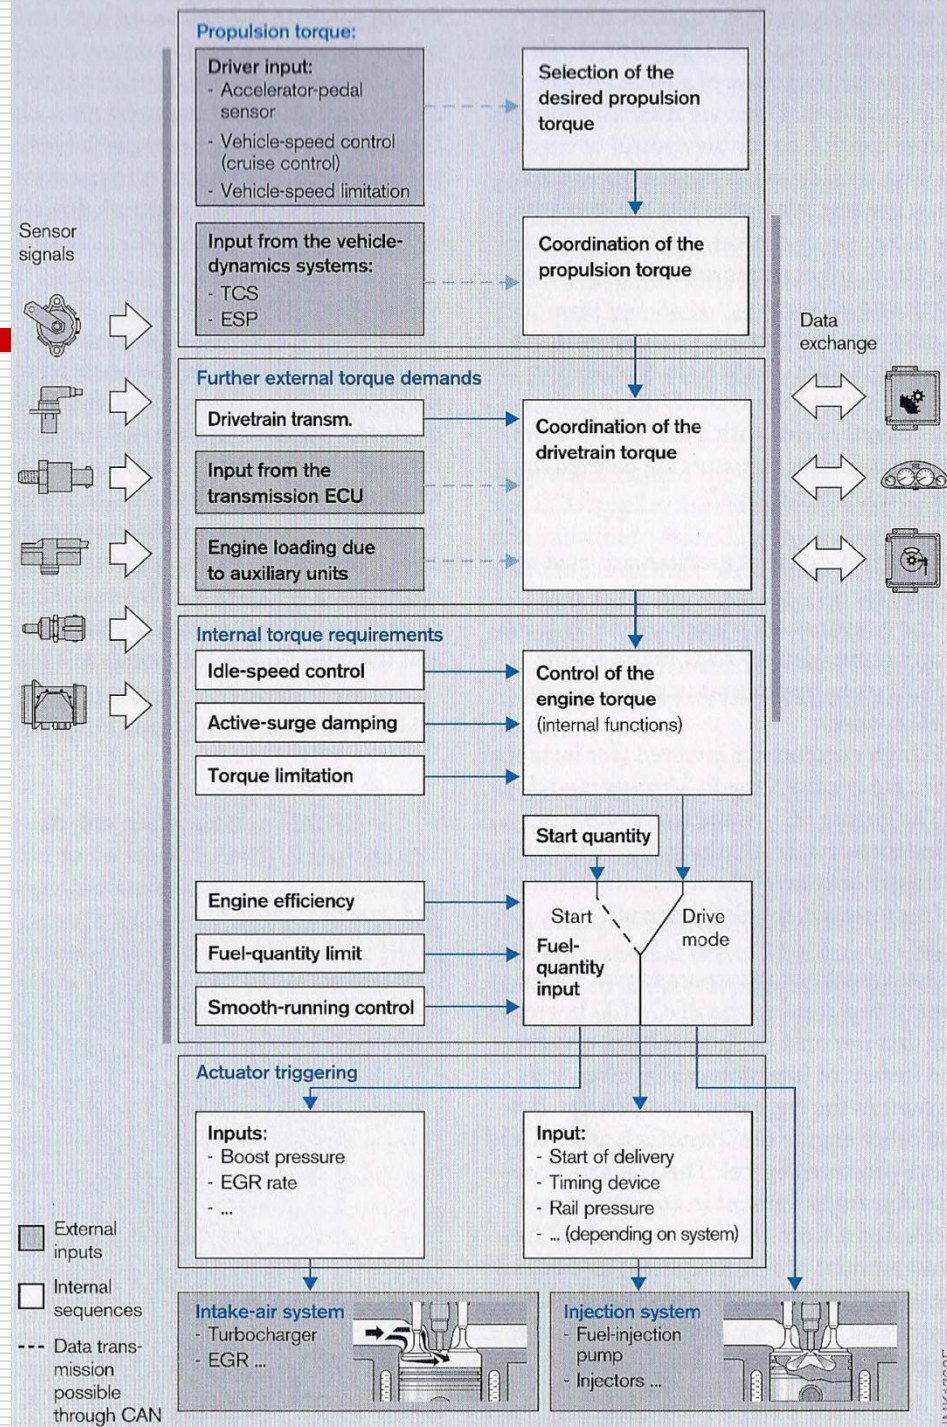 Propulsion torque:
Driver input:
- Accelerator-pedal
sensor
- Vehicle-speed control
(cruise control)
- Vehicle-speed limitation
Selection of the
desired propulsion
torque
Sensor
signals
Input from the vehicle-
dynamics systems:
- TCS
- ESP
Coordination of the
propulsion torque
Data
exchange
Further external torque demands
Drivetrain transm.
Input from the
transmission ECU
Engine loading due
to auxiliary units
Coordination of the
drivetrain torque
Internal torque requirements
Idle-speed control
Active-surge damping
Torque limitation
Control of the
engine torque
(internal functions)
Start quantity
Engine efficiency
Fuel-quantity limit
Smooth-running control
Start
Drive
mode
Fuel-
quantity
input
Actuator triggering
Inputs:
- Boost pressure
- EGR rate
- ...
Input:
- Start of delivery
- Timing device
- Rail pressure
- ... (depending on system)
External
inputs
Internal
sequences
Data trans-
mission
possible
through CAN
Intake-air system
- Turbocharger
- EGR ...
Injection system
- Fuel-injection
pump
- Injectors ...